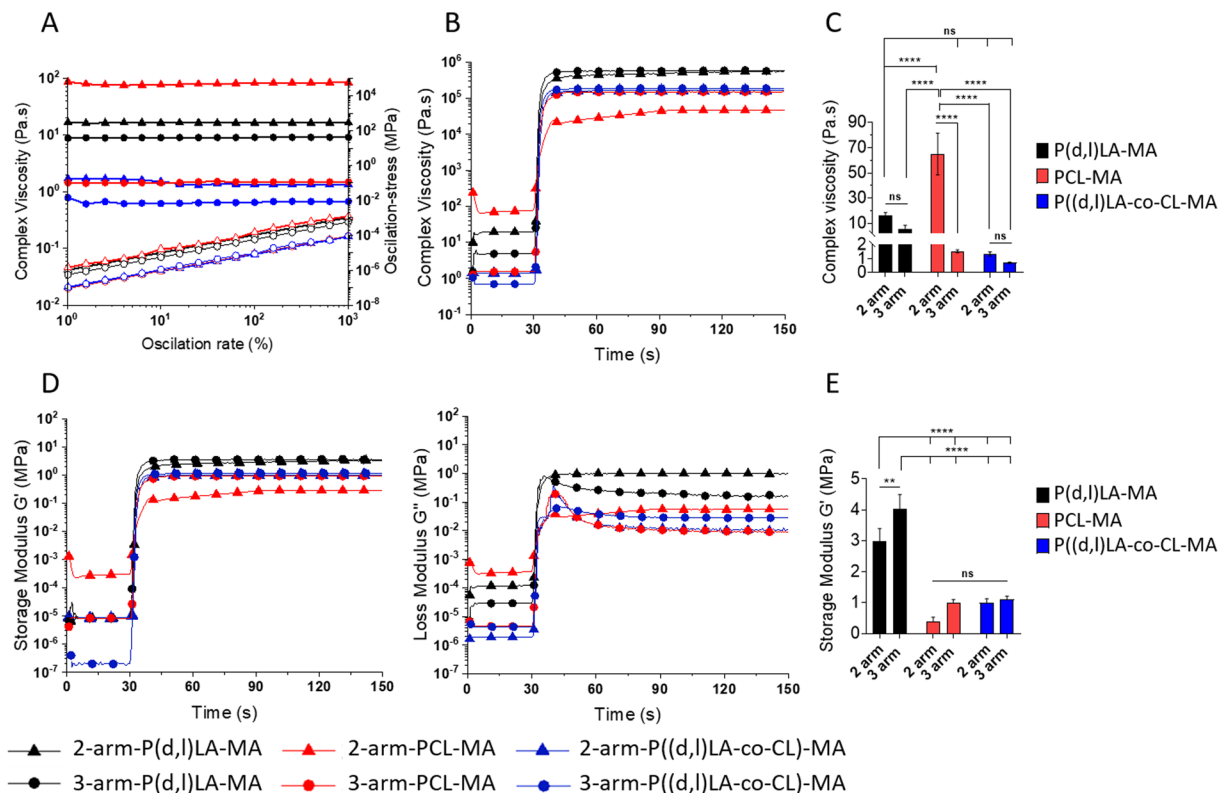 A
Complex Viscosity (Pa.s)
10² 10¹ 10⁰ 10⁻¹ 10⁻²
10⁵ 10⁴ 10³ 10² 10¹ 10⁰ 10⁻¹ 10⁻² 10⁻³ 10⁻⁴ 10⁻⁵ 10⁻⁶ 10⁻⁷
Oscilation-stress (MPa)
10⁰ 10¹ 10² 10³
Oscilation rate (%)
B
Complex Viscosity (Pa.s)
10⁶ 10⁵ 10⁴ 10³ 10² 10¹ 10⁰ 10⁻¹
0 30 60 90 120 150
Time (s)
C
ns
****
**** ****
****
****
Complex viscosity (Pa.s)
90 70 50 30 10
2 1 0
ns
ns
2 arm 3 arm 2 arm 3 arm 2 arm 3 arm
P(d,l)LA-MA
PCL-MA
P((d,l)LA-co-CL-MA
D
Storage Modulus G' (MPa)
10² 10¹ 10⁰ 10⁻¹ 10⁻² 10⁻³ 10⁻⁴ 10⁻⁵ 10⁻⁶ 10⁻⁷
0 30 60 90 120 150
Time (s)
Loss Modulus G'' (MPa)
10² 10¹ 10⁰ 10⁻¹ 10⁻² 10⁻³ 10⁻⁴ 10⁻⁵ 10⁻⁶ 10⁻⁷
0 30 60 90 120 150
Time (s)
E
****
****
**
Storage Modulus G' (MPa)
5 4 3 2 1 0
ns
2 arm 3 arm 2 arm 3 arm 2 arm 3 arm
P(d,l)LA-MA
PCL-MA
P((d,l)LA-co-CL-MA
2-arm-P(d,l)LA-MA 2-arm-PCL-MA 2-arm-P((d,l)LA-co-CL)-MA
3-arm-P(d,l)LA-MA 3-arm-PCL-MA 3-arm-P((d,l)LA-co-CL)-MA